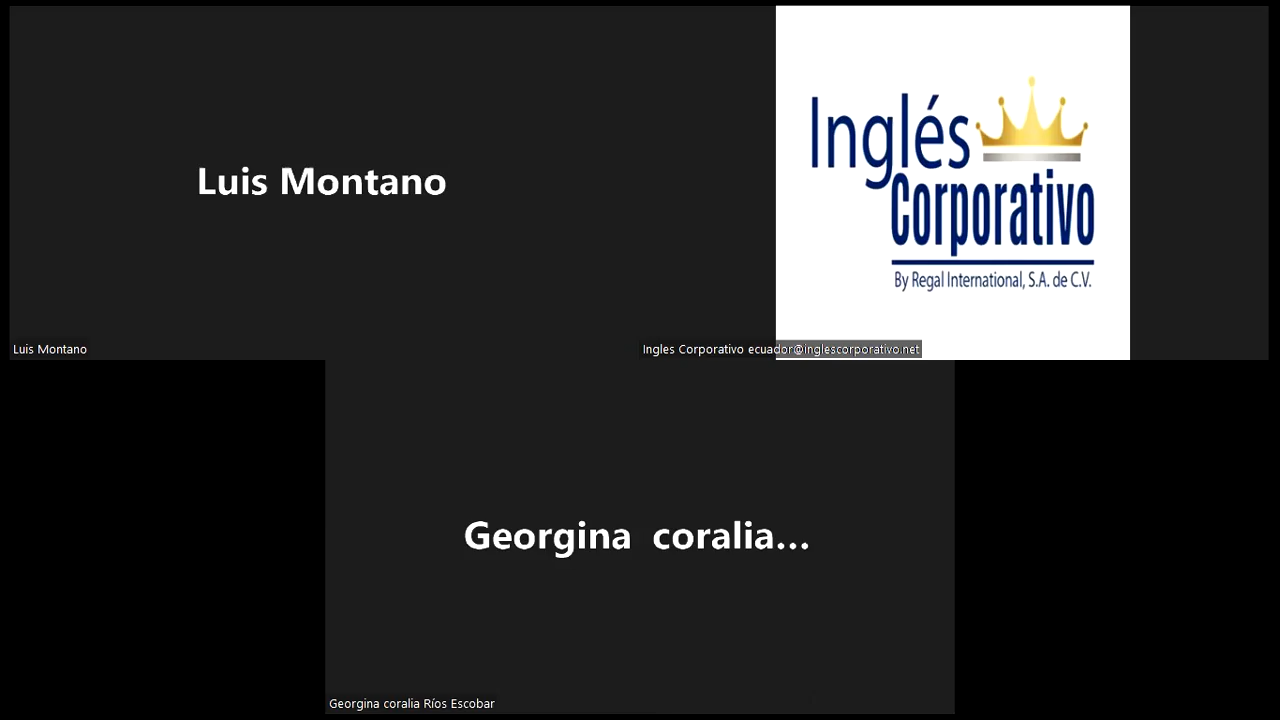 Luis Montano
Luis Montano
Inglés
Corporativo
By Regal International, S.A. de C.V.
Ingles Corporativo ecuador@inglescorporativo.net
Georgina coralia...
Georgina coralia Ríos Escobar